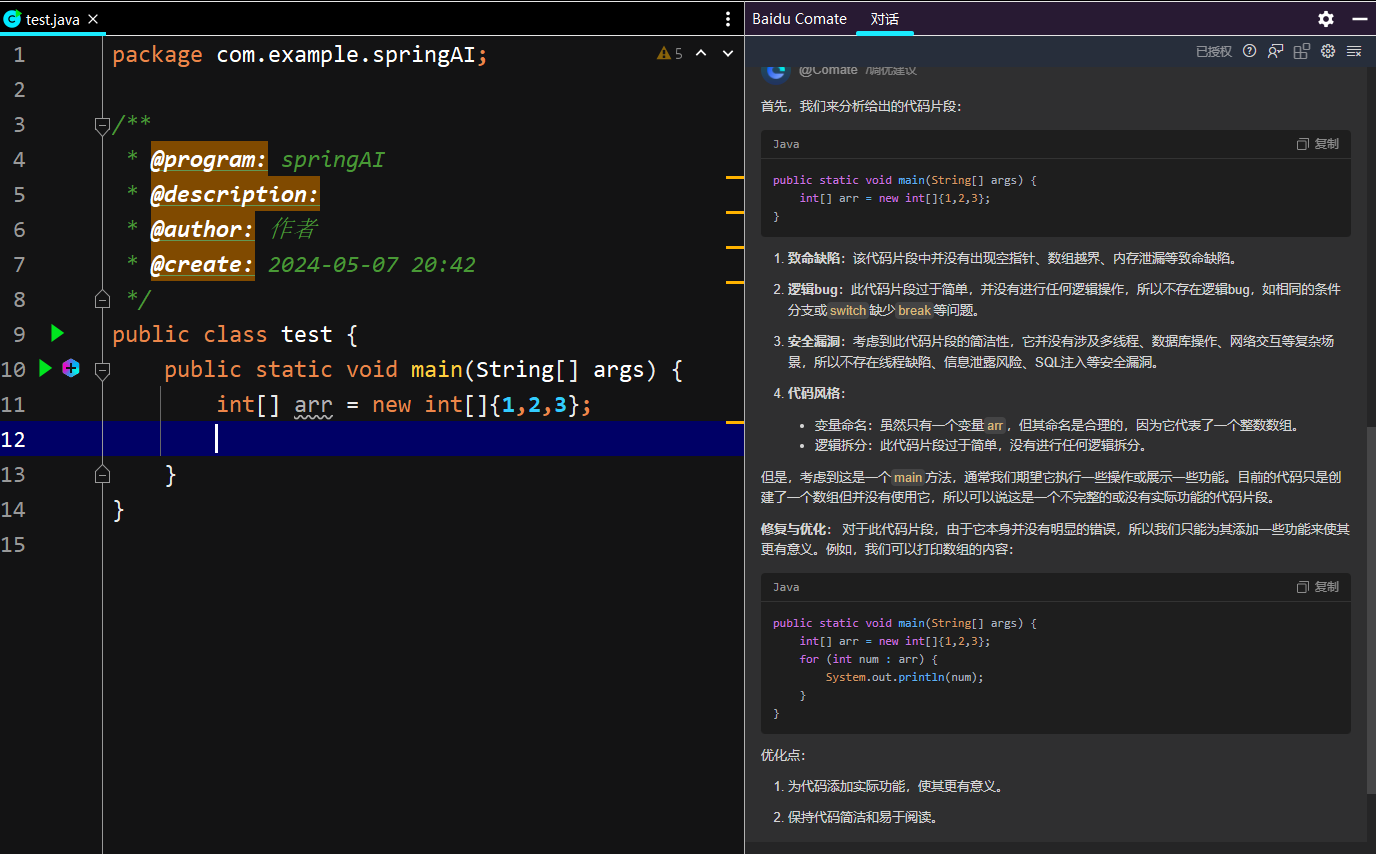 test.java
1 package com.example.springAI;
5
2
3 /**
4 * @program: springAI
5 * @description:
6 * @author: 作者
7 * @create: 2024-05-07 20:42
8 */
9 public class test {
10 public static void main(String[] args) {
11 int[] arr = new int[]{1,2,3};
12
13 }
14 }
15
Baidu Comate 对话
已授权
@Comate /调优建议
首先，我们来分析给出的代码片段：
Java 复制
public static void main(String[] args) {
int[] arr = new int[]{1,2,3};
}
1. 致命缺陷：该代码片段中并没有出现空指针、数组越界、内存泄漏等致命缺陷。
2. 逻辑bug：此代码片段过于简单，并没有进行任何逻辑操作，所以不存在逻辑bug，如相同的条件
分支或 switch 缺少 break 等问题。
3. 安全漏洞：考虑到此代码片段的简洁性，它并没有涉及多线程、数据库操作、网络交互等复杂场
景，所以不存在线程缺陷、信息泄露风险、SQL注入等安全漏洞。
4. 代码风格：
• 变量命名：虽然只有一个变量 arr，但其命名是合理的，因为它代表了一个整数数组。
• 逻辑拆分：此代码片段过于简单，没有进行任何逻辑拆分。
但是，考虑到这是一个 main 方法，通常我们期望它执行一些操作或展示一些功能。目前的代码只是创
建了一个数组但并没有使用它，所以可以说这是一个不完整的或没有实际功能的代码片段。
修复与优化： 对于此代码片段，由于它本身并没有明显的错误，所以我们只能为其添加一些功能来使其
更有意义。例如，我们可以打印数组的内容：
Java 复制
public static void main(String[] args) {
int[] arr = new int[]{1,2,3};
for (int num : arr) {
System.out.println(num);
}
}
优化点：
1. 为代码添加实际功能，使其更有意义。
2. 保持代码简洁和易于阅读。